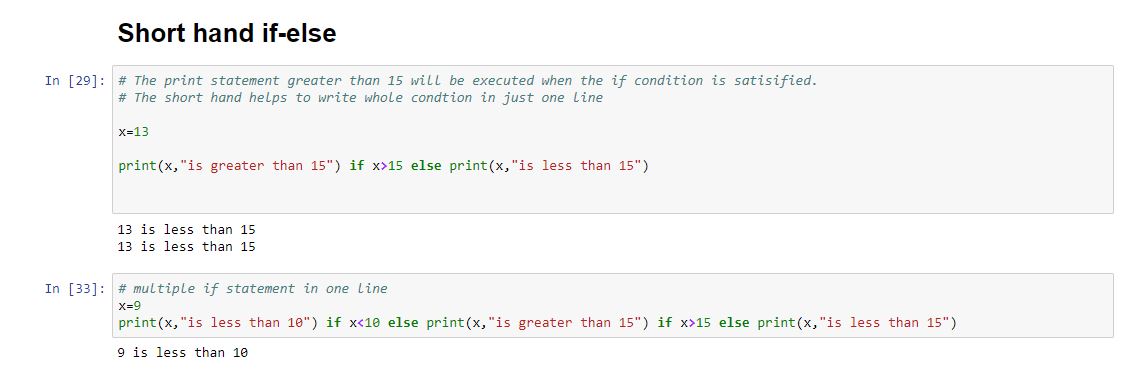 Short hand if-else
In [29]: # The print statement greater than 15 will be executed when the if condition is satisified.
# The short hand helps to write whole condtion in just one line
x=13
print(x,"is greater than 15") if x>15 else print(x,"is less than 15")
13 is less than 15
13 is less than 15
In [33]: # multiple if statement in one line
x=9
print(x,"is less than 10") if x<10 else print(x,"is greater than 15") if x>15 else print(x,"is less than 15")
9 is less than 10